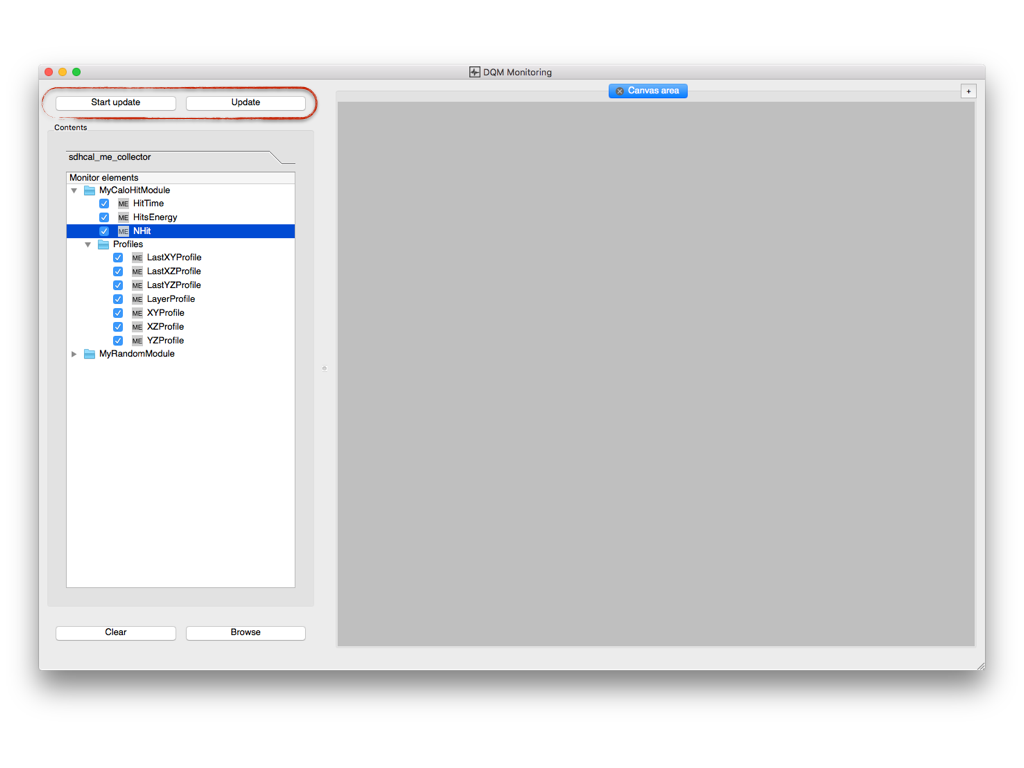 DQM Monitoring
Start update
Update
Canvas area
+
Contents
sdhcal_me_collector
Monitor elements
MyCaloHitModule
ME HitTime
ME HitsEnergy
ME NHit
Profiles
ME LastXYProfile
ME LastXZProfile
ME LastYZProfile
ME LayerProfile
ME XYProfile
ME XZProfile
ME YZProfile
MyRandomModule
Clear
Browse